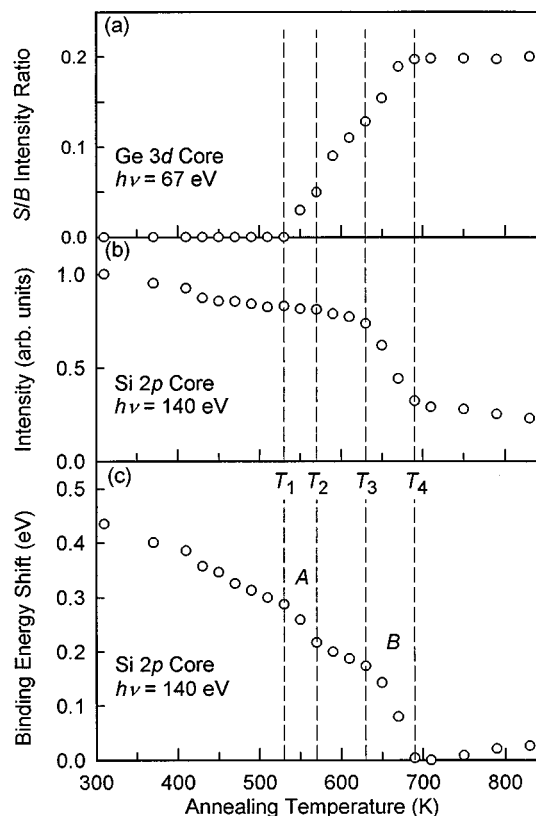 (a)
0.2
0.1
0.0
S/B Intensity Ratio
Ge 3d Core
hν = 67 eV
(b)
1.0
0.5
0.0
Intensity (arb. units)
Si 2p Core
hν = 140 eV
(c)
T1 T2 T3 T4
0.5
0.4
0.3
0.2
0.1
0.0
Binding Energy Shift (eV)
A
B
Si 2p Core
hν = 140 eV
300 400 500 600 700 800
Annealing Temperature (K)